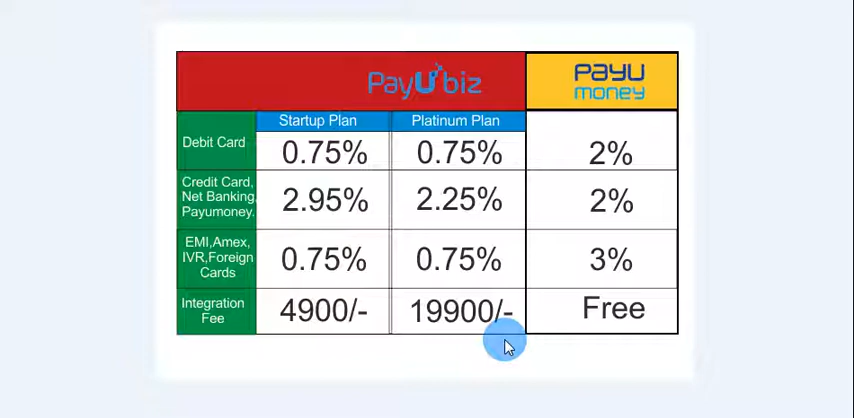 PayUbiz
PAYU
money
Startup Plan
Platinum Plan
Debit Card
0.75%
0.75%
2%
Credit Card,
Net Banking,
Payumoney.
2.95%
2.25%
2%
EMI,Amex,
IVR,Foreign
Cards
0.75%
0.75%
3%
Integration
Fee
4900/-
19900/-
Free